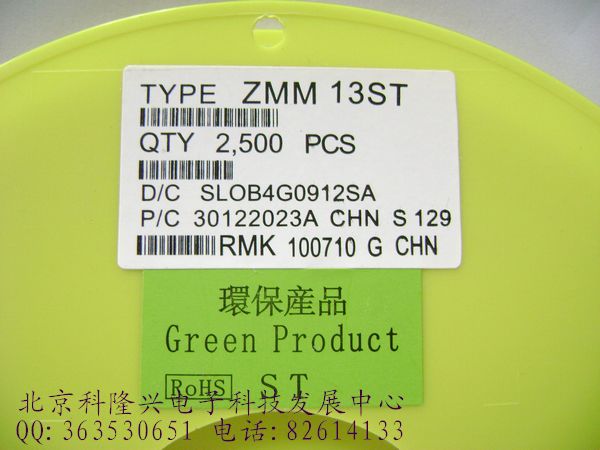 TYPE ZMM 13ST
QTY 2,500 PCS
D/C SLOB4G0912SA
P/C 30122023A CHN S 129
RMK 100710 G CHN
環保産品
Green Product
RoHS ST
北京科隆兴电子科技发展中心
QQ:363530651 电话:82614133